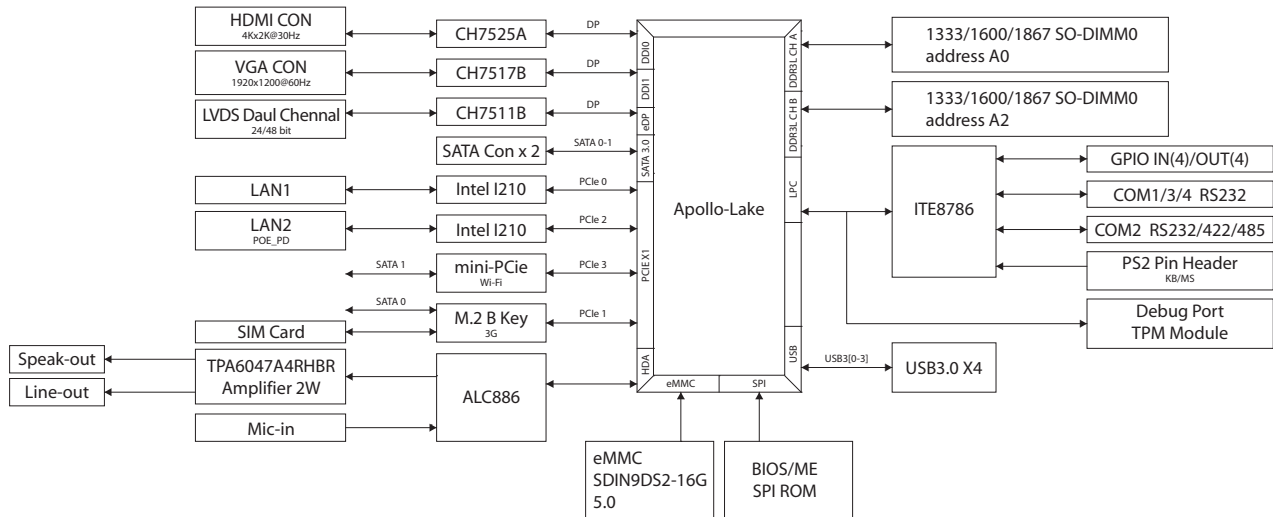 HDMI CON
4Kx2K@30Hz
CH7525A
DP
DDI0
VGA CON
1920x1200@60Hz
CH7517B
DP
DDI1
LVDS Daul Chennal
24/48 bit
CH7511B
DP
eDP
SATA Con x 2
SATA 0-1
SATA 3.0
LAN1
Intel I210
PCIe 0
LAN2
POE_PD
Intel I210
PCIe 2
PCIE X1
SATA 1
mini-PCie
Wi-Fi
PCIe 3
SATA 0
SIM Card
M.2 B Key
3G
PCIe 1
Speak-out
Line-out
TPA6047A4RHBR
Amplifier 2W
Mic-in
ALC886
HDA
Apollo-Lake
eMMC
SPI
eMMC
SDIN9DS2-16G
5.0
BIOS/ME
SPI ROM
DDR3L CH A
1333/1600/1867 SO-DIMM0
address A0
DDR3L CH B
1333/1600/1867 SO-DIMM0
address A2
LPC
ITE8786
GPIO IN(4)/OUT(4)
COM1/3/4 RS232
COM2 RS232/422/485
PS2 Pin Header
KB/MS
Debug Port
TPM Module
USB
USB3[0-3]
USB3.0 X4